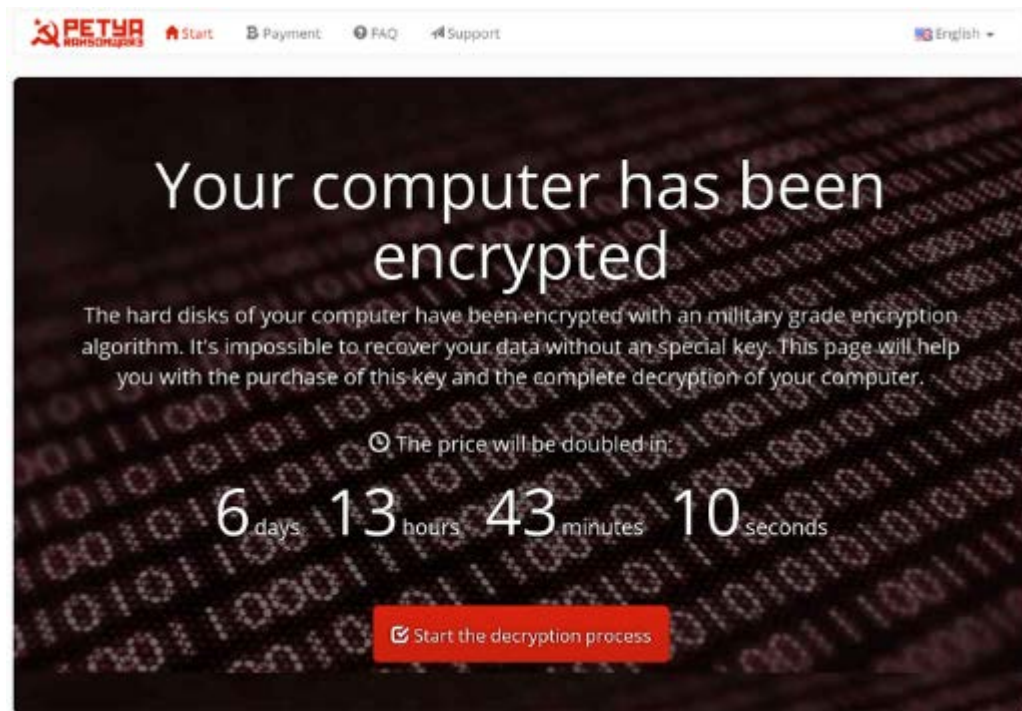 PETYA
RANSOMWARE
Start Payment FAQ Support English
Your computer has been
encrypted
The hard disks of your computer have been encrypted with an military grade encryption
algorithm. It's impossible to recover your data without an special key. This page will help
you with the purchase of this key and the complete decryption of your computer.
The price will be doubled in:
6 days 13 hours 43 minutes 10 seconds
Start the decryption process